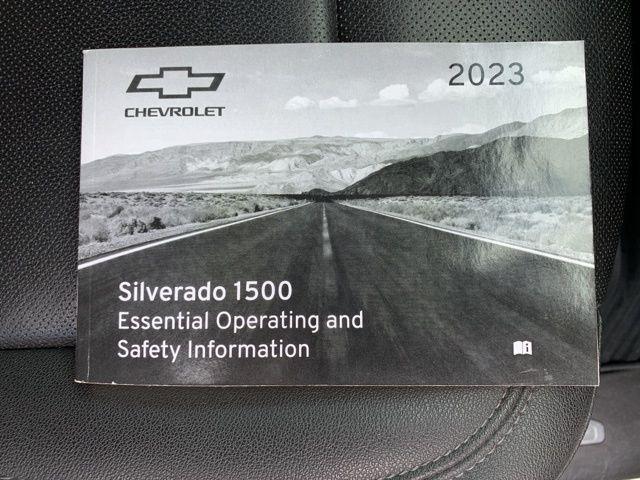 2023
CHEVROLET
Silverado 1500
Essential Operating and
Safety Information